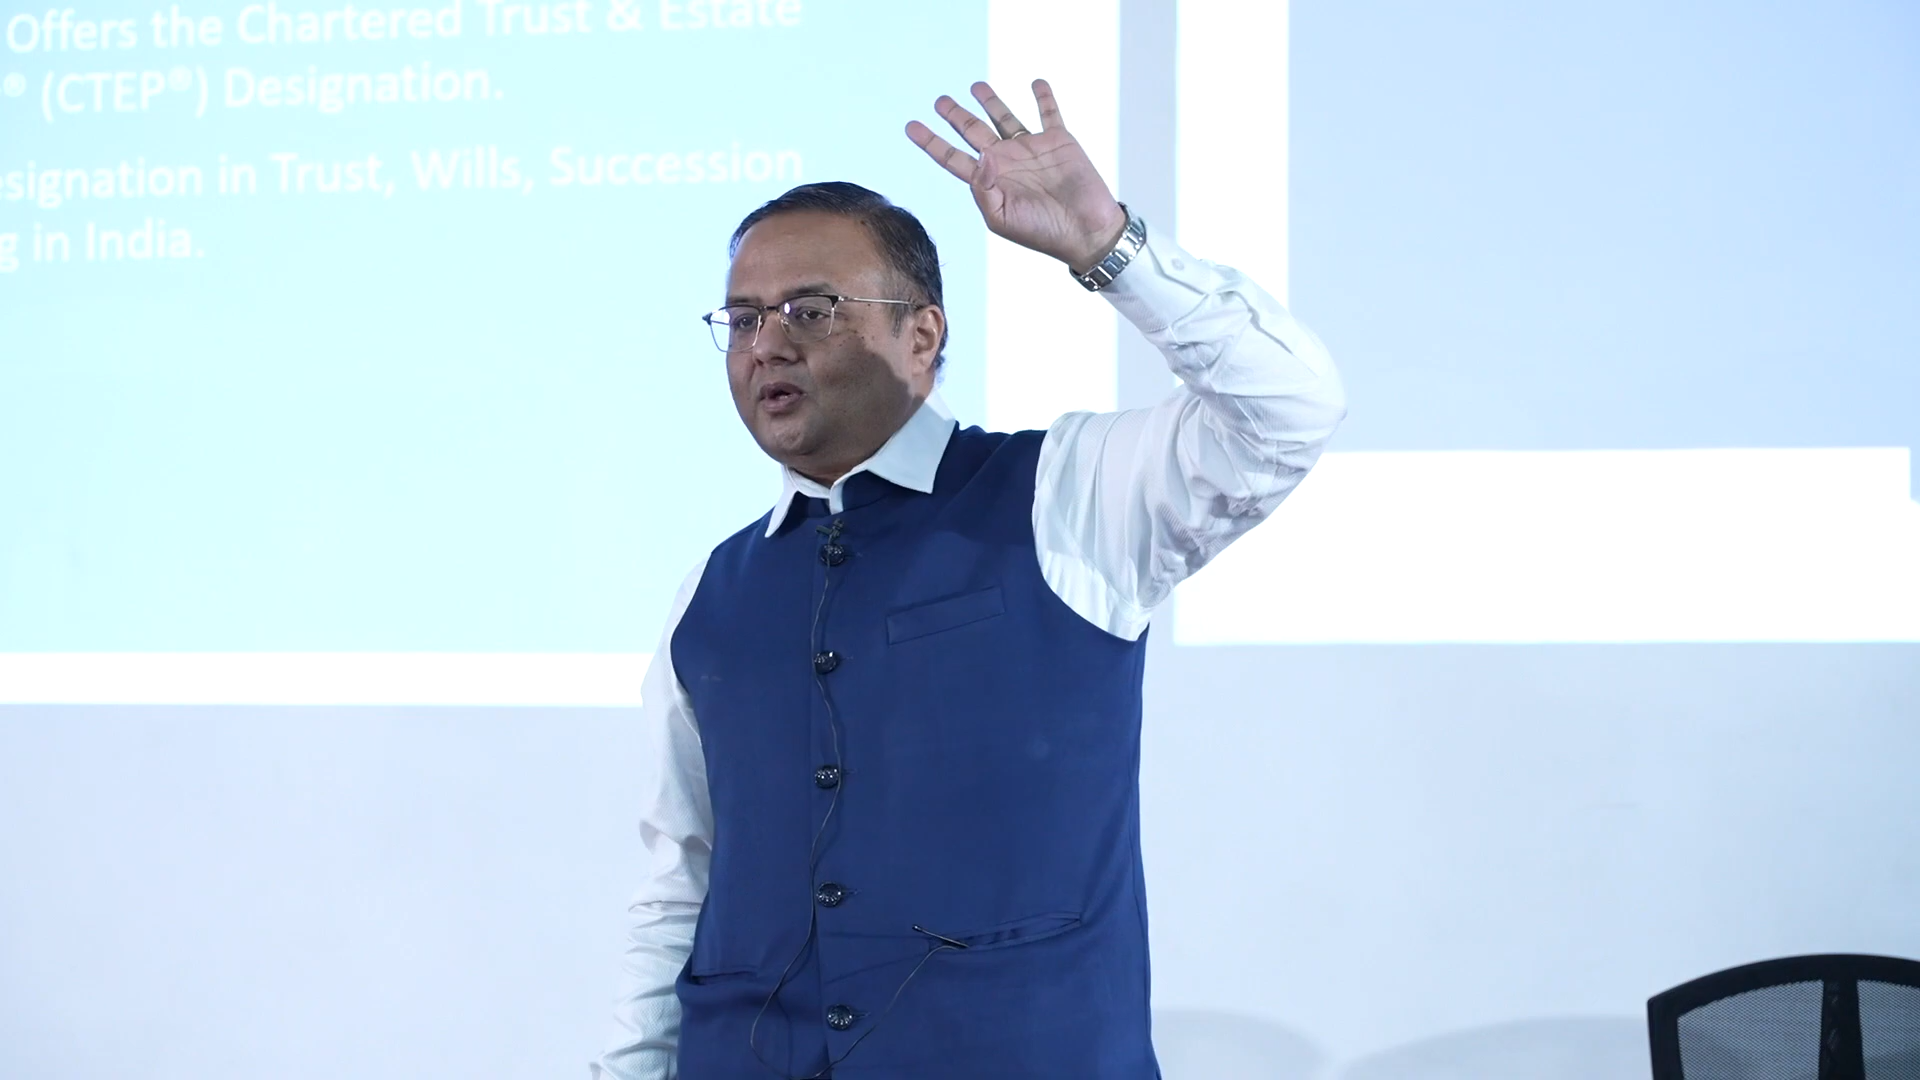 Offers the Chartered Trust & Estate
® (CTEP®) Designation.
esignation in Trust, Wills, Succession
g in India.